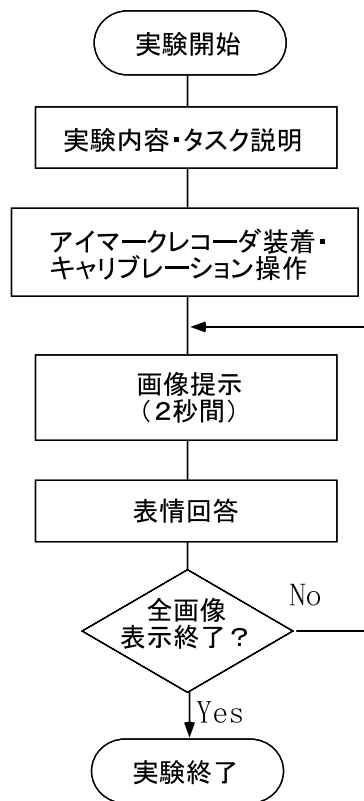 実験開始
実験内容・タスク説明
アイマークレコーダ装着・
キャリブレーション操作
画像提示
(2秒間)
表情回答
全画像
表示終了?
No
Yes
実験終了